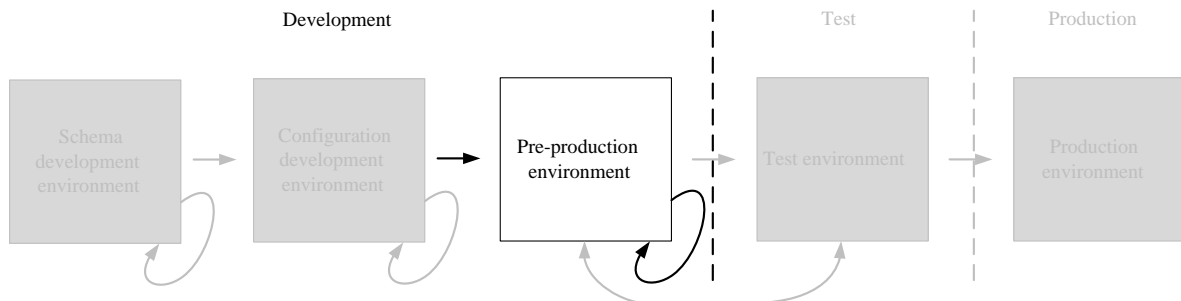 Development
Test
Production
Schema
development
environment
Configuration
development
environment
Pre-production
environment
Test environment
Production
environment